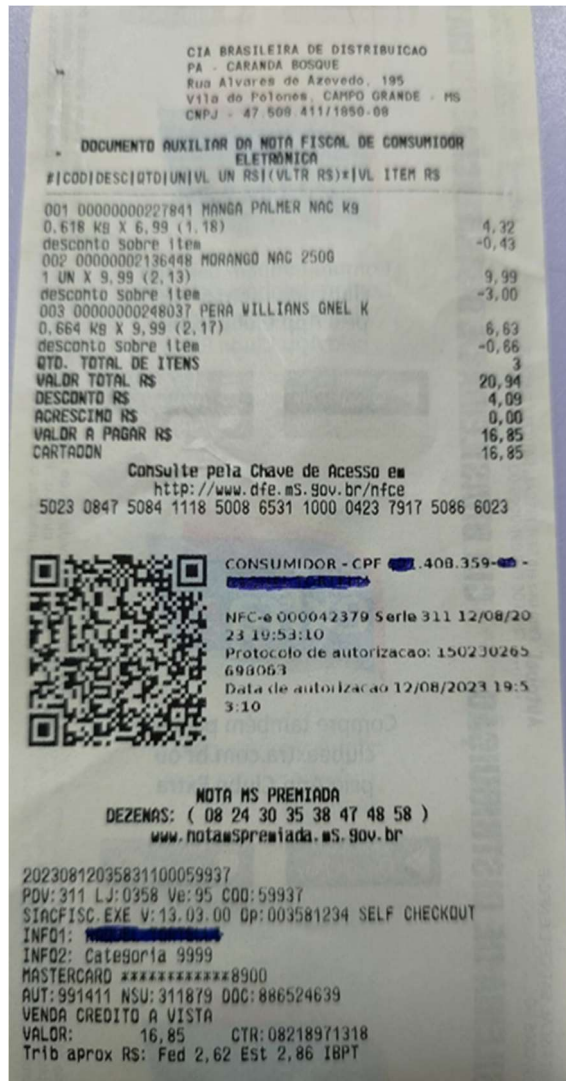 CIA BRASILEIRA DE DISTRIBUICAO
PA - CARANDA BOSQUE
Rua Alvares de Azevedo, 195
Vila do Polones, CAMPO GRANDE - MS
CNPJ - 47.508.411/1850-08
DOCUMENTO AUXILIAR DA NOTA FISCAL DE CONSUMIDOR
ELETRÔNICA
#|COD|DESC|QTD|UN|VL UN R$|(VLTR R$)*|VL ITEM R$
001 00000000227841 MANGA PALMER NAC Kg
0.618 Kg X 6,99 (1,18) 4,32
desconto sobre item -0,43
002 00000002136448 MORANGO NAC 250G
1 UN X 9,99 (2,13) 9,99
desconto sobre item -3,00
003 00000000248037 PERA WILLIANS GNEL K
0.664 Kg X 9,99 (2,17) 6,63
desconto sobre item -0,66
QTD. TOTAL DE ITENS 3
VALOR TOTAL R$ 20,94
DESCONTO R$ 4,09
ACRESCIMO R$ 0,00
VALOR A PAGAR R$ 16,85
CARTAODN 16,85
Consulte pela Chave de Acesso em
http://www.dfe.mS.gov.br/nfce
5023 0847 5084 1118 5008 6531 1000 0423 7917 5086 6023
CONSUMIDOR - CPF .408.359- -
NFC-e 000042379 Serie 311 12/08/20
23 19:53:10
Protocolo de autorizacao: 150230265
698063
Data de autorizacao 12/08/2023 19:5
3:10
NOTA MS PREMIADA
DEZENAS: ( 08 24 30 35 38 47 48 58 )
www.notamspremiada.mS.gov.br
20230812035831100059937
PDV:311 LJ:0358 Ve:95 COO:59937
SIACFISC.EXE V:13.03.00 Op:003581234 SELF CHECKOUT
INFO1:
INFO2: Categoria 9999
MASTERCARD ************8900
AUT:991411 NSU:311879 DOC:886524639
VENDA CREDITO A VISTA
VALOR: 16,85 CTR:08218971318
Trib aprox R$: Fed 2,62 Est 2,86 IBPT